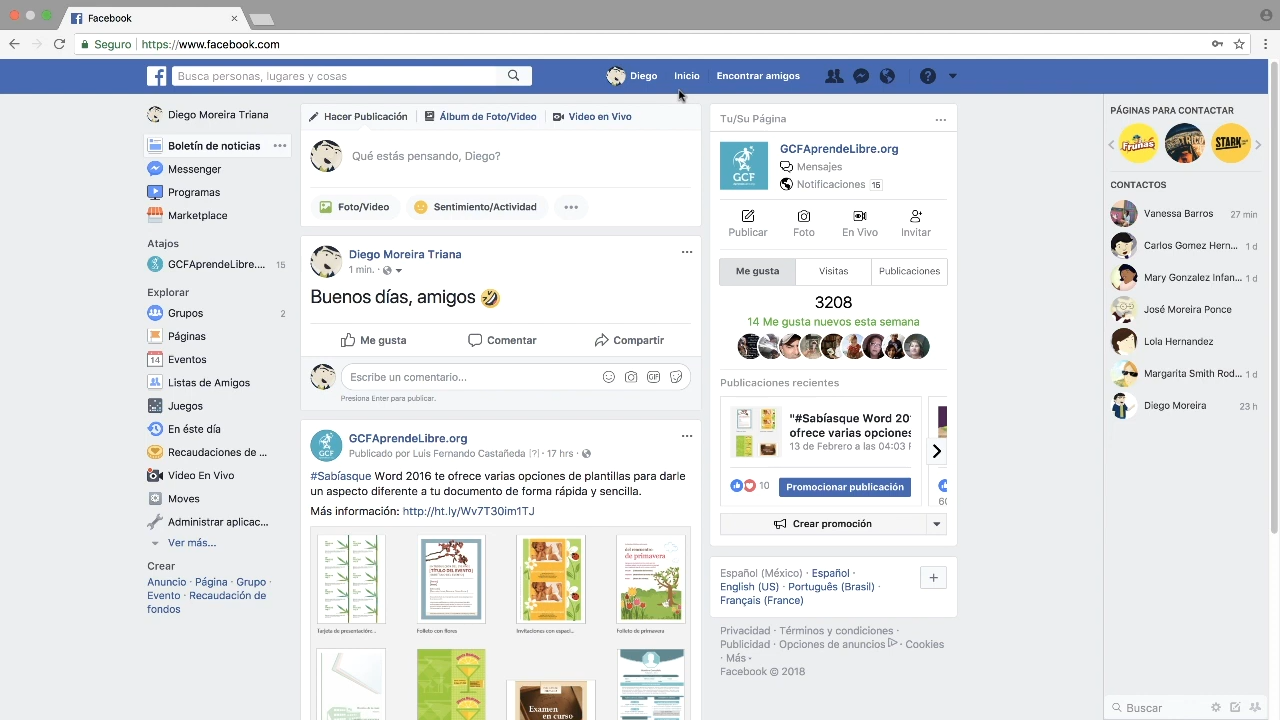 Facebook
Seguro
https://www.facebook.com
Busca personas, lugares y cosas
Diego
Inicio
Encontrar amigos
Diego Moreira Triana
Boletín de noticias
Messenger
Programas
Marketplace
Atajos
GCFAprendeLibre.... 15
Explorar
Grupos 2
Páginas
14 Eventos
Listas de Amigos
Juegos
En éste día
Recaudaciones de ...
Video En Vivo
Moves
Administrar aplicac...
Ver más...
Crear
Anuncio · Página · Grupo ·
Evento · Recaudación de
fondos
Hacer Publicación
Álbum de Foto/Video
Video en Vivo
Qué estás pensando, Diego?
Foto/Video
Sentimiento/Actividad
Diego Moreira Triana
1 min. ·
Buenos días, amigos 🤣
Me gusta
Comentar
Compartir
Escribe un comentario...
GIF
Presiona Enter para publicar.
GCF
GCFAprendeLibre.org
Publicado por Luis Fernando Castañeda [?] · 17 hrs ·
#Sabíasque Word 2016 te ofrece varias opciones de plantillas para darle
un aspecto diferente a tu documento de forma rápida y sencilla.
Más información: http://ht.ly/Wv7T30im1TJ
[TÍTULO DEL EVENTO]
de primavera
Tarjeta de presentación...
Folleto con flores
Invitaciones con espaci...
Folleto de primavera
Examen
en curso
Tu/Su Página
GCF
GCFAprendeLibre.org
Mensajes
Notificaciones 15
Publicar
Foto
En Vivo
Invitar
Me gusta
Visitas
Publicaciones
3208
14 Me gusta nuevos esta semana
Publicaciones recientes
"#Sabíasque Word 20
ofrece varias opciones
13 de Febrero a las 04:03
10
Promocionar publicación
Crear promoción
Español (México) · Español ·
English (US) · Português (Brasil) ·
Français (France)
Privacidad · Términos y condiciones ·
Publicidad · Opciones de anuncios · Cookies
· Más ·
Facebook © 2018
PÁGINAS PARA CONTACTAR
Frunas
STARK
CONTACTOS
Vanessa Barros 27 min
Carlos Gomez Hern... 1 d
Mary Gonzalez Infan... 1 d
José Moreira Ponce
Lola Hernandez
Margarita Smith Rod... 1 d
Diego Moreira 23 h
Buscar